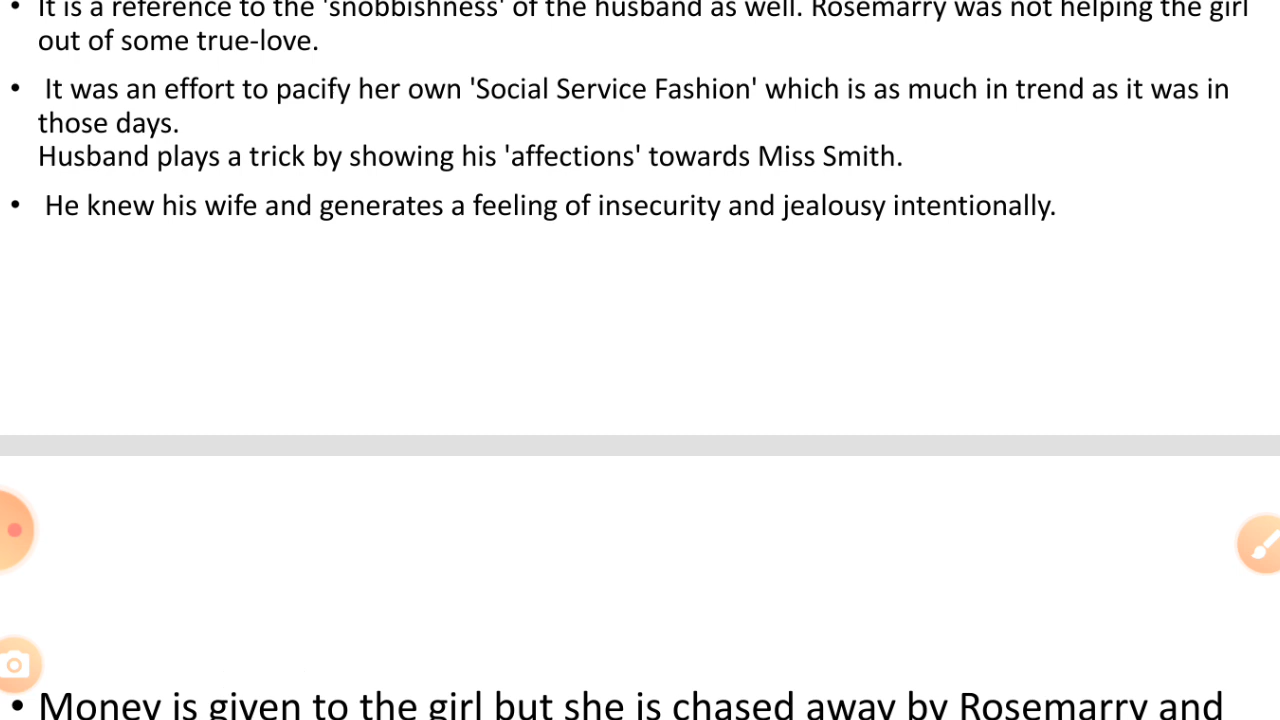 • It is a reference to the 'snobbishness' of the husband as well. Rosemarry was not helping the girl
out of some true-love.
• It was an effort to pacify her own 'Social Service Fashion' which is as much in trend as it was in
those days.
Husband plays a trick by showing his 'affections' towards Miss Smith.
• He knew his wife and generates a feeling of insecurity and jealousy intentionally.
• Money is given to the girl but she is chased away by Rosemarry and